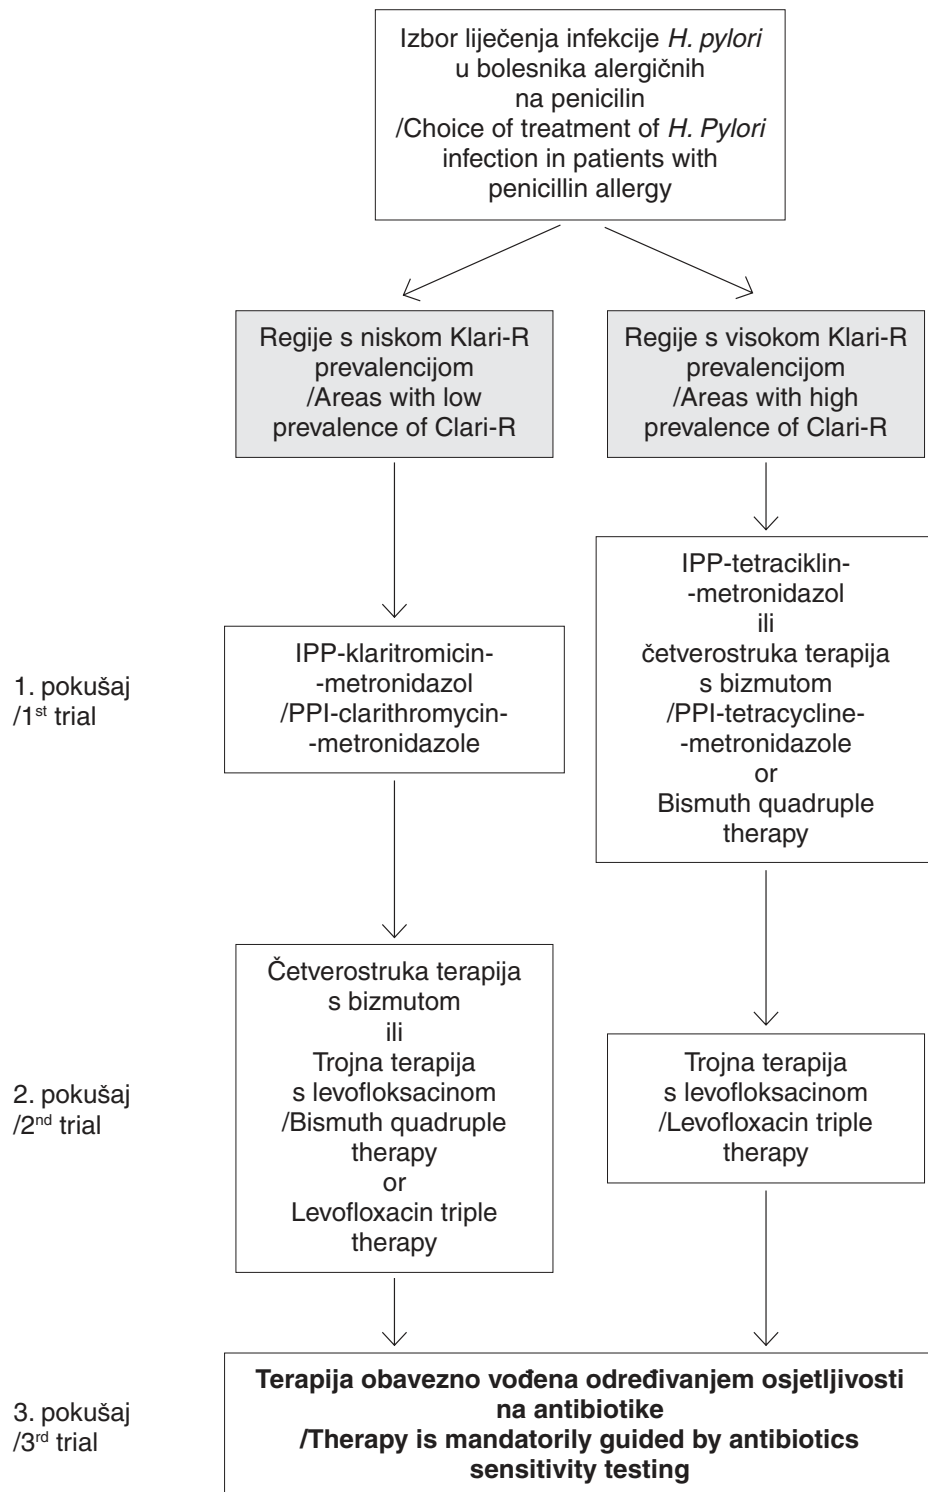 Izbor liječenja infekcije H. pylori
u bolesnika alergičnih
na penicilin
/Choice of treatment of H. Pylori
infection in patients with
penicillin allergy
Regije s niskom Klari-R
prevalencijom
/Areas with low
prevalence of Clari-R
Regije s visokom Klari-R
prevalencijom
/Areas with high
prevalence of Clari-R
1. pokušaj
/1st trial
IPP-klaritromicin-
-metronidazol
/PPI-clarithromycin-
-metronidazole
IPP-tetraciklin-
-metronidazol
ili
četverostruka terapija
s bizmutom
/PPI-tetracycline-
-metronidazole
or
Bismuth quadruple
therapy
2. pokušaj
/2nd trial
Četverostruka terapija
s bizmutom
ili
Trojna terapija
s levofloksacinom
/Bismuth quadruple
therapy
or
Levofloxacin triple
therapy
Trojna terapija
s levofloksacinom
/Levofloxacin triple
therapy
3. pokušaj
/3rd trial
Terapija obavezno vođena određivanjem osjetljivosti
na antibiotike
/Therapy is mandatorily guided by antibiotics
sensitivity testing